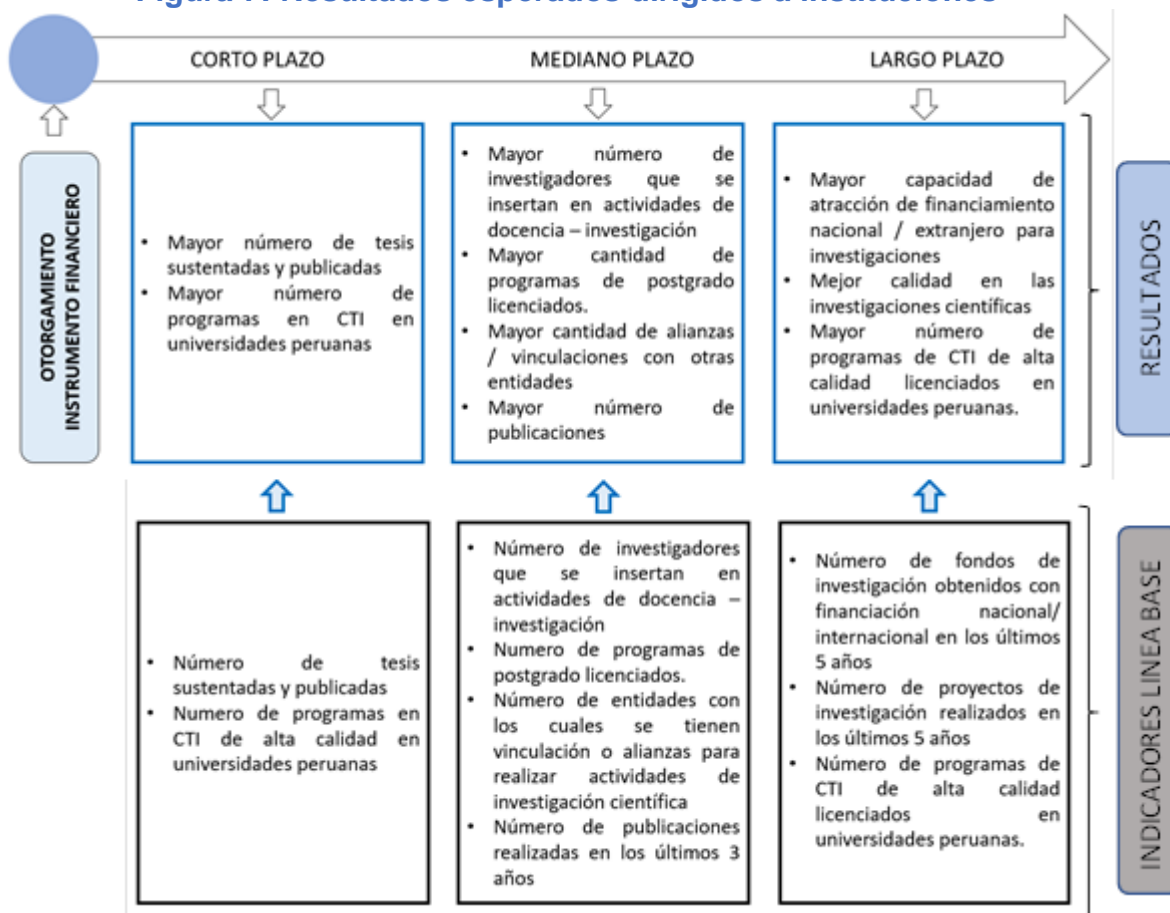 Figura Resultados esperados dirigidos a instituciones
CORTO PLAZO
MEDIANO PLAZO
LARGO PLAZO
OTORGAMIENTO
INSTRUMENTO FINANCIERO
• Mayor número de tesis
sustentadas y publicadas
• Mayor número de
programas en CTI en
universidades peruanas
• Mayor número de
investigadores que se
insertan en actividades de
docencia – investigación
• Mayor cantidad de
programas de postgrado
licenciados.
• Mayor cantidad de alianzas
/ vinculaciones con otras
entidades
• Mayor número de
publicaciones
• Mayor capacidad de
atracción de financiamiento
nacional / extranjero para
investigaciones
• Mejor calidad en las
investigaciones científicas
• Mayor número de
programas de CTI de alta
calidad licenciados en
universidades peruanas.
RESULTADOS
• Número de tesis
sustentadas y publicadas
• Numero de programas en
CTI de alta calidad en
universidades peruanas
• Número de investigadores
que se insertan en
actividades de docencia –
investigación
• Numero de programas de
postgrado licenciados.
• Número de entidades con
los cuales se tienen
vinculación o alianzas para
realizar actividades de
investigación científica
• Número de publicaciones
realizadas en los últimos 3
años
• Número de fondos de
investigación obtenidos con
financiación nacional/
internacional en los últimos
5 años
• Número de proyectos de
investigación realizados en
los últimos 5 años
• Número de programas de
CTI de alta calidad
licenciados en
universidades peruanas.
INDICADORES LINEA BASE